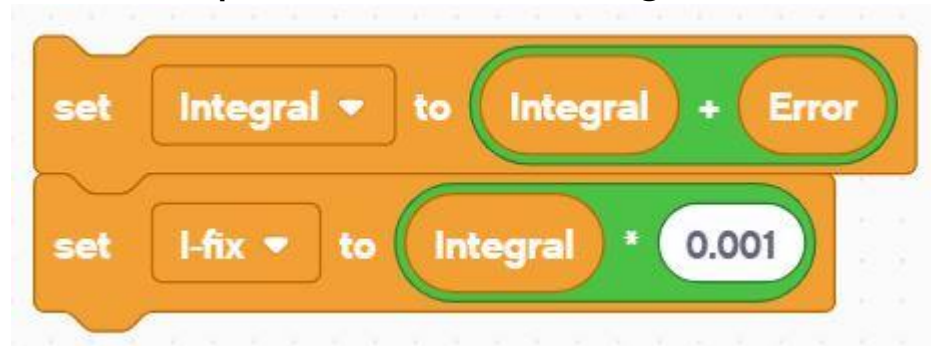 set Integral to Integral + Error
set I-fix to Integral * 0.001